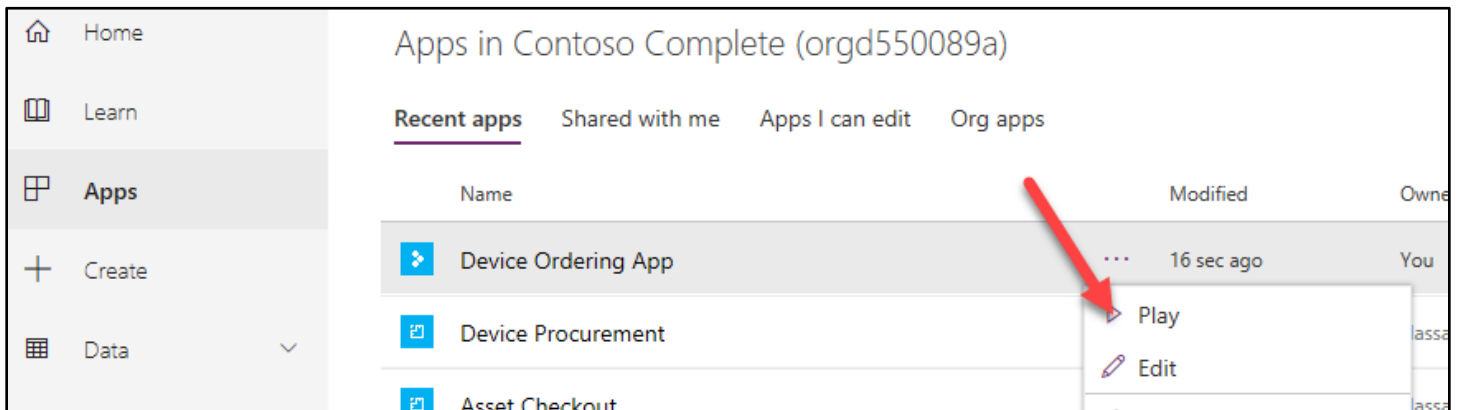 Home
Apps in Contoso Complete (orgd550089a)
Learn
Recent apps Shared with me Apps I can edit Org apps
Apps
Name Modified
Create
Device Ordering App ... 16 sec ago You
Play
Data
Device Procurement
Edit
Asset Checkout